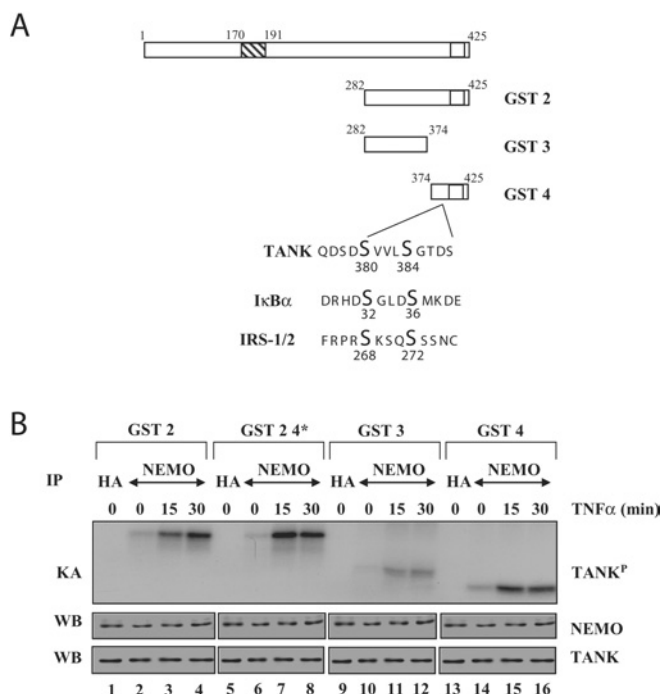 A
1 170 191 425
282 425
GST 2
282 374
GST 3
374 425
GST 4
TANK QDSDSVVLSGTDS
380 384
IκBα DRHDSGLDSMKDE
32 36
IRS-1/2 FRPRSKSQSSSNC
268 272
B
GST 2 GST 2 4* GST 3 GST 4
IP HA NEMO HA NEMO HA NEMO HA NEMO
0 0 15 30 0 0 15 30 0 0 15 30 0 0 15 30 TNFα (min)
KA TANKᴾ
WB NEMO
WB TANK
1 2 3 4 5 6 7 8 9 10 11 12 13 14 15 16